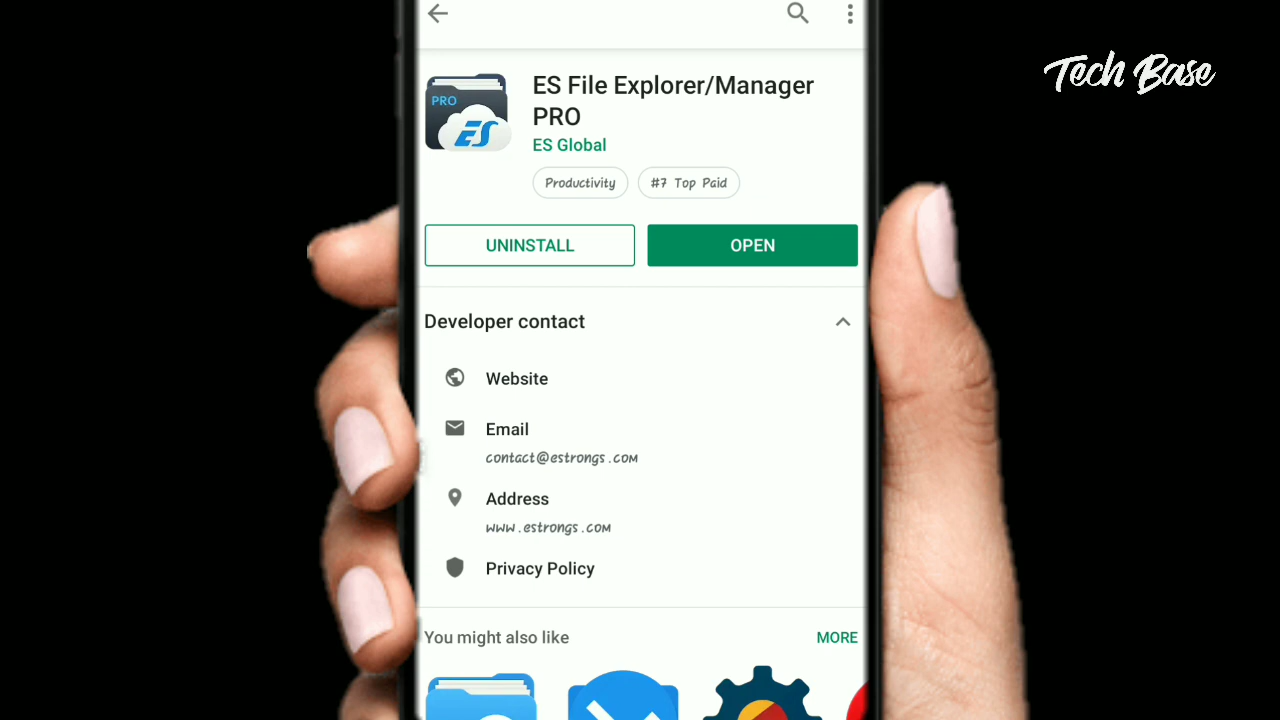 Tech Base
ES File Explorer/Manager
PRO
PRO
ES
ES Global
Productivity
#7 Top Paid
UNINSTALL
OPEN
Developer contact
Website
Email
contact@estrongs.com
Address
www.estrongs.com
Privacy Policy
You might also like
MORE